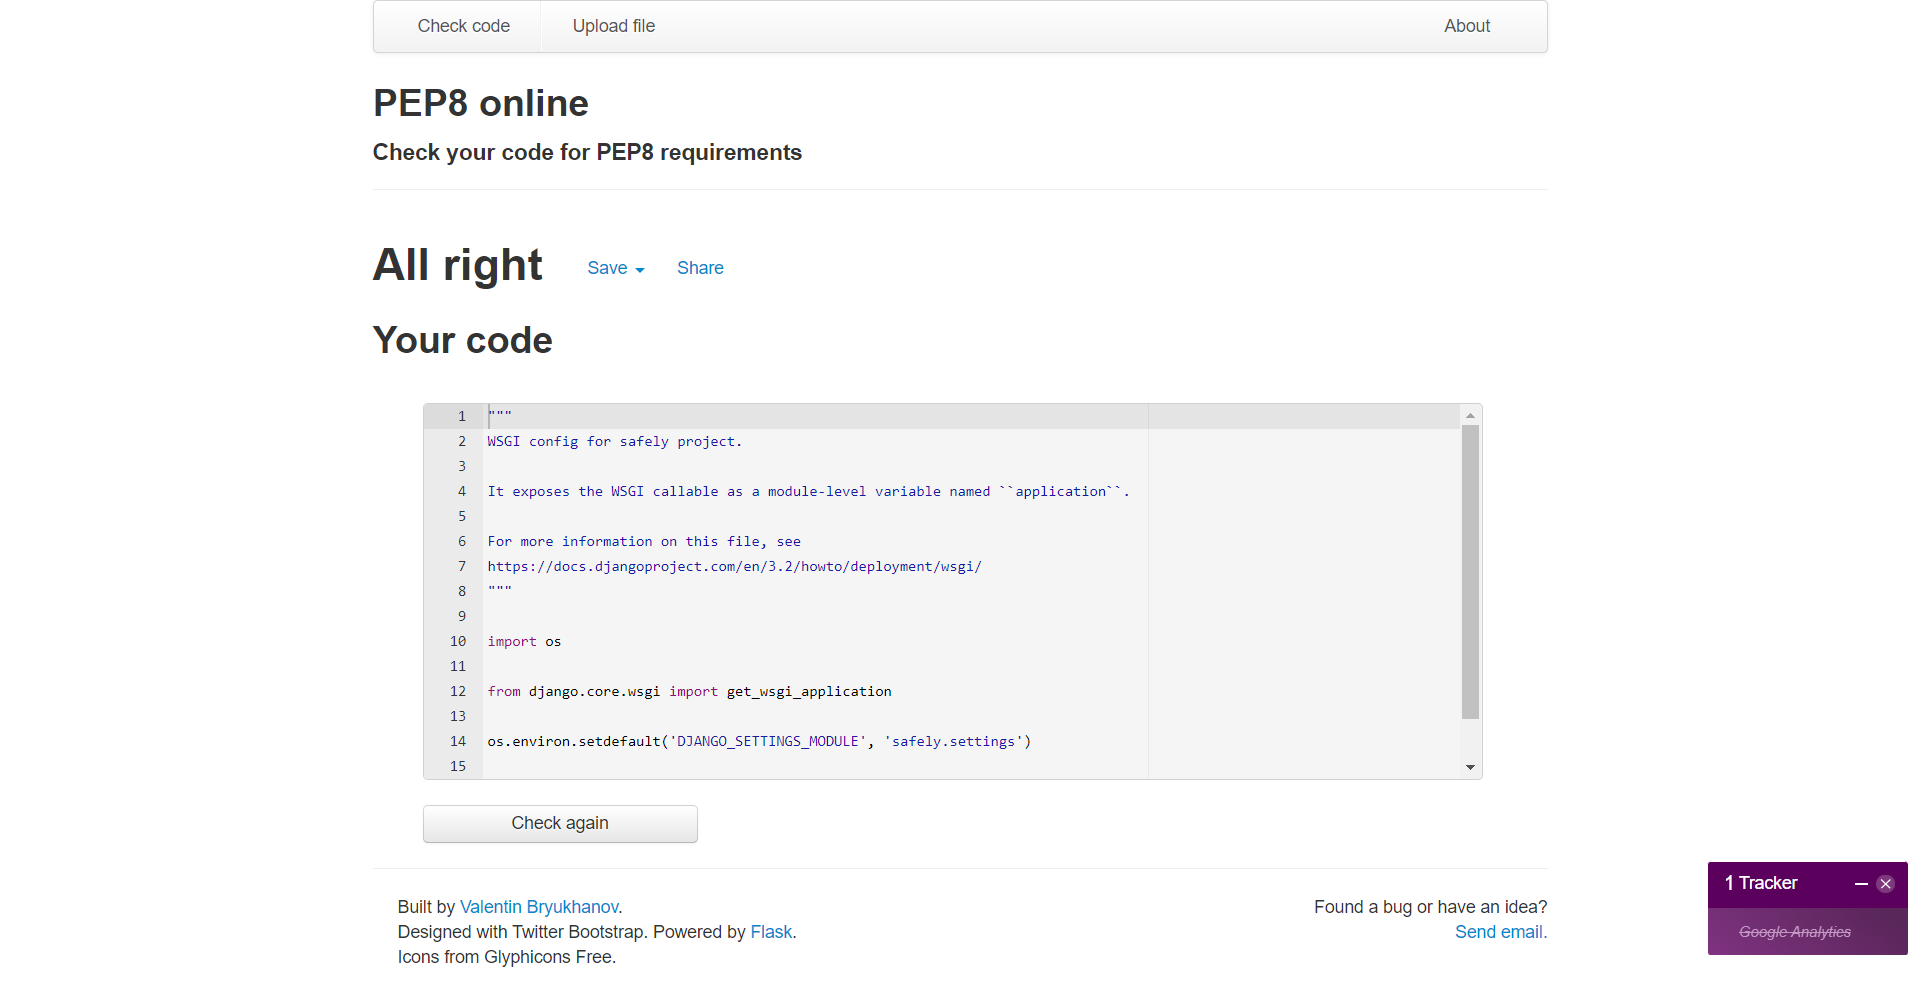 Check code Upload file About
PEP8 online
Check your code for PEP8 requirements
All right Save Share
Your code
1 """
2 WSGI config for safely project.
3
4 It exposes the WSGI callable as a module-level variable named ``application``.
5
6 For more information on this file, see
7 https://docs.djangoproject.com/en/3.2/howto/deployment/wsgi/
8 """
9
10 import os
11
12 from django.core.wsgi import get_wsgi_application
13
14 os.environ.setdefault('DJANGO_SETTINGS_MODULE', 'safely.settings')
15
Check again
1 Tracker
Google Analytics
Built by Valentin Bryukhanov.
Designed with Twitter Bootstrap. Powered by Flask.
Icons from Glyphicons Free.
Found a bug or have an idea?
Send email.